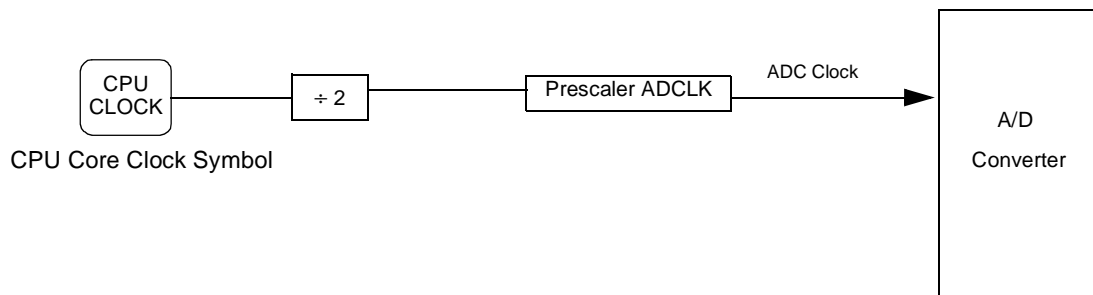 CPU
CLOCK
CPU Core Clock Symbol
÷ 2
Prescaler ADCLK
ADC Clock
A/D
Converter